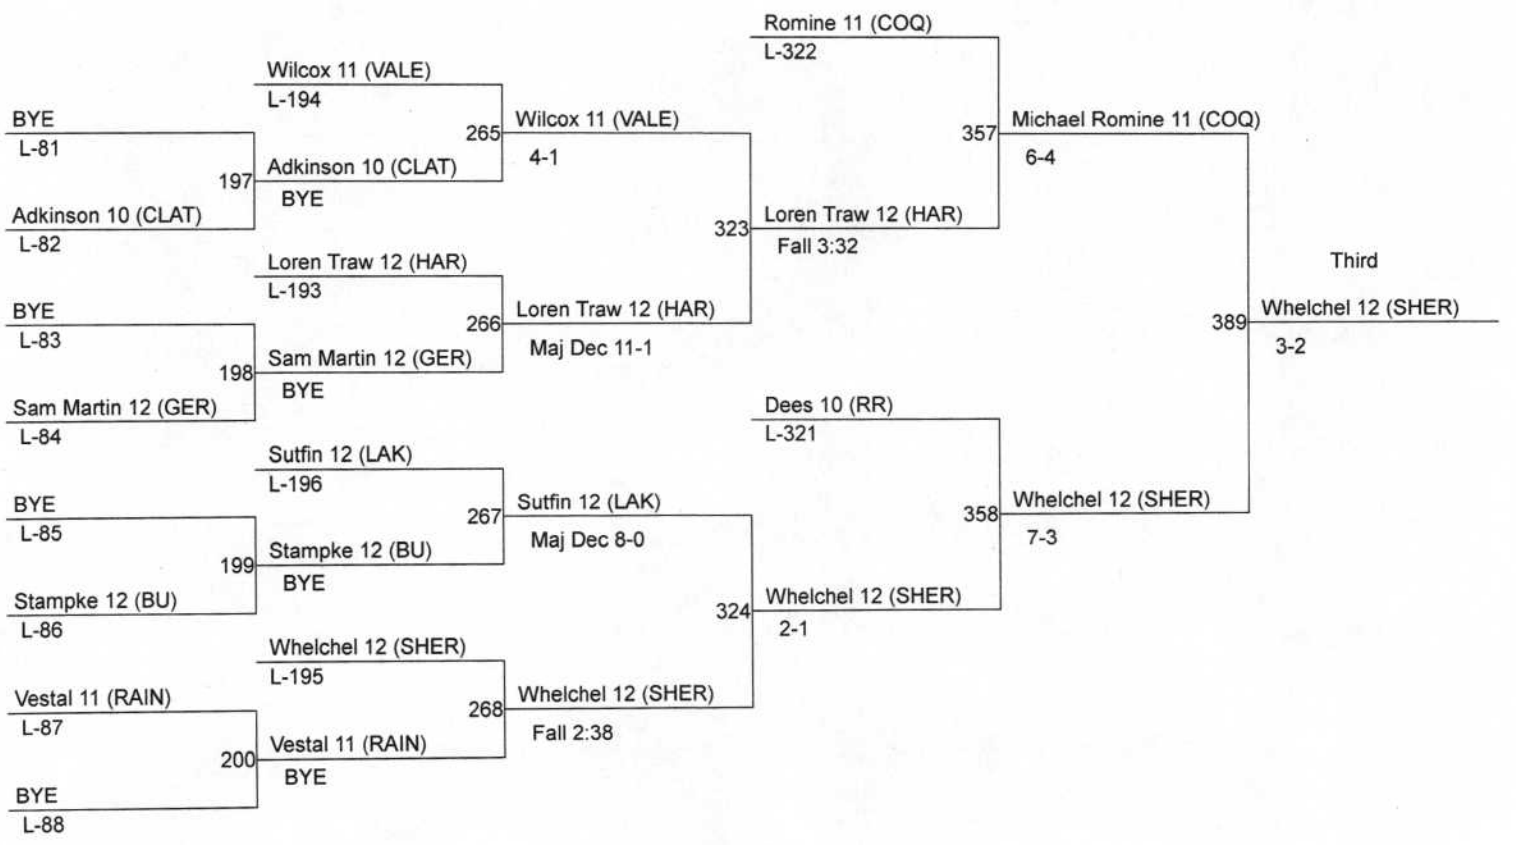 Romine 11 (COQ)
L-322
Wilcox 11 (VALE)
L-194
BYE
L-81
265
Wilcox 11 (VALE)
4-1
357
Michael Romine 11 (COQ)
6-4
197
Adkinson 10 (CLAT)
BYE
Adkinson 10 (CLAT)
L-82
323
Loren Traw 12 (HAR)
Fall 3:32
Loren Traw 12 (HAR)
L-193
Third
BYE
L-83
266
Loren Traw 12 (HAR)
Maj Dec 11-1
389
Whelchel 12 (SHER)
3-2
198
Sam Martin 12 (GER)
BYE
Sam Martin 12 (GER)
L-84
Dees 10 (RR)
L-321
Sutfin 12 (LAK)
L-196
BYE
L-85
267
Sutfin 12 (LAK)
Maj Dec 8-0
358
Whelchel 12 (SHER)
7-3
199
Stampke 12 (BU)
BYE
Stampke 12 (BU)
L-86
324
Whelchel 12 (SHER)
2-1
Whelchel 12 (SHER)
L-195
Vestal 11 (RAIN)
L-87
268
Whelchel 12 (SHER)
Fall 2:38
200
Vestal 11 (RAIN)
BYE
BYE
L-88